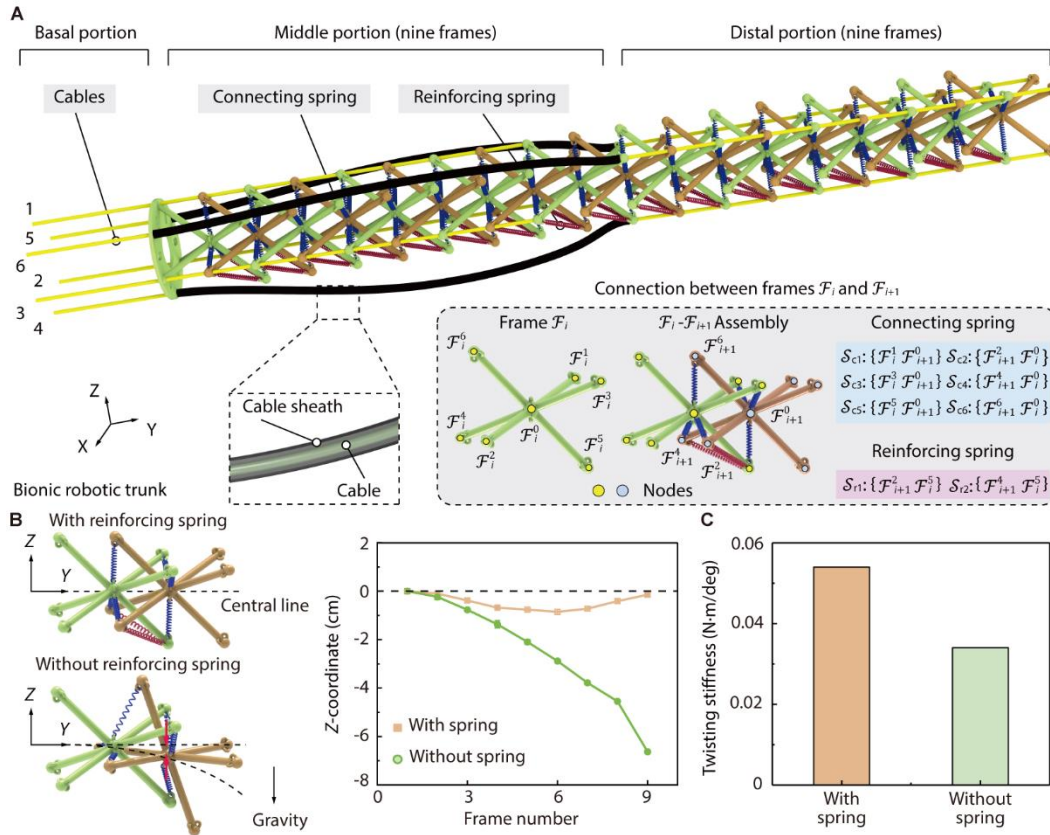 A
Basal portion
Middle portion (nine frames)
Distal portion (nine frames)
Cables
Connecting spring
Reinforcing spring
1
5
6
2
3
4
Z
Y
X
Bionic robotic trunk
Cable sheath
Cable
Connection between frames ℱᵢ and ℱᵢ₊₁
Frame ℱᵢ
ℱᵢ -ℱᵢ₊₁ Assembly
Connecting spring
ℱᵢ⁶
ℱᵢ¹
ℱᵢ³
ℱᵢ⁰
ℱᵢ⁴
ℱᵢ²
ℱᵢ⁵
ℱᵢ₊₁⁶
ℱᵢ₊₁⁰
ℱᵢ₊₁⁴
ℱᵢ₊₁²
Nodes
𝒮c1:{ℱᵢ¹ ℱᵢ₊₁⁰} 𝒮c2:{ℱᵢ₊₁² ℱᵢ⁰}
𝒮c3:{ℱᵢ³ ℱᵢ₊₁⁰} 𝒮c4:{ℱᵢ₊₁⁴ ℱᵢ⁰}
𝒮c5:{ℱᵢ⁵ ℱᵢ₊₁⁰} 𝒮c6:{ℱᵢ₊₁⁶ ℱᵢ⁰}
Reinforcing spring
𝒮r1:{ℱᵢ₊₁² ℱᵢ⁵} 𝒮r2:{ℱᵢ₊₁⁴ ℱᵢ⁵}
B
With reinforcing spring
Z
Y
Central line
Without reinforcing spring
Z
Y
Gravity
2
0
-2
-4
-6
-8
Z-coordinate (cm)
With spring
Without spring
0
3
6
9
Frame number
C
0.06
0.04
0.02
0
Twisting stiffness (N·m/deg)
With
spring
Without
spring